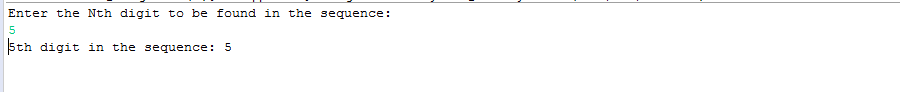 Enter the Nth digit to be found in the sequence:
5
5th digit in the sequence: 5